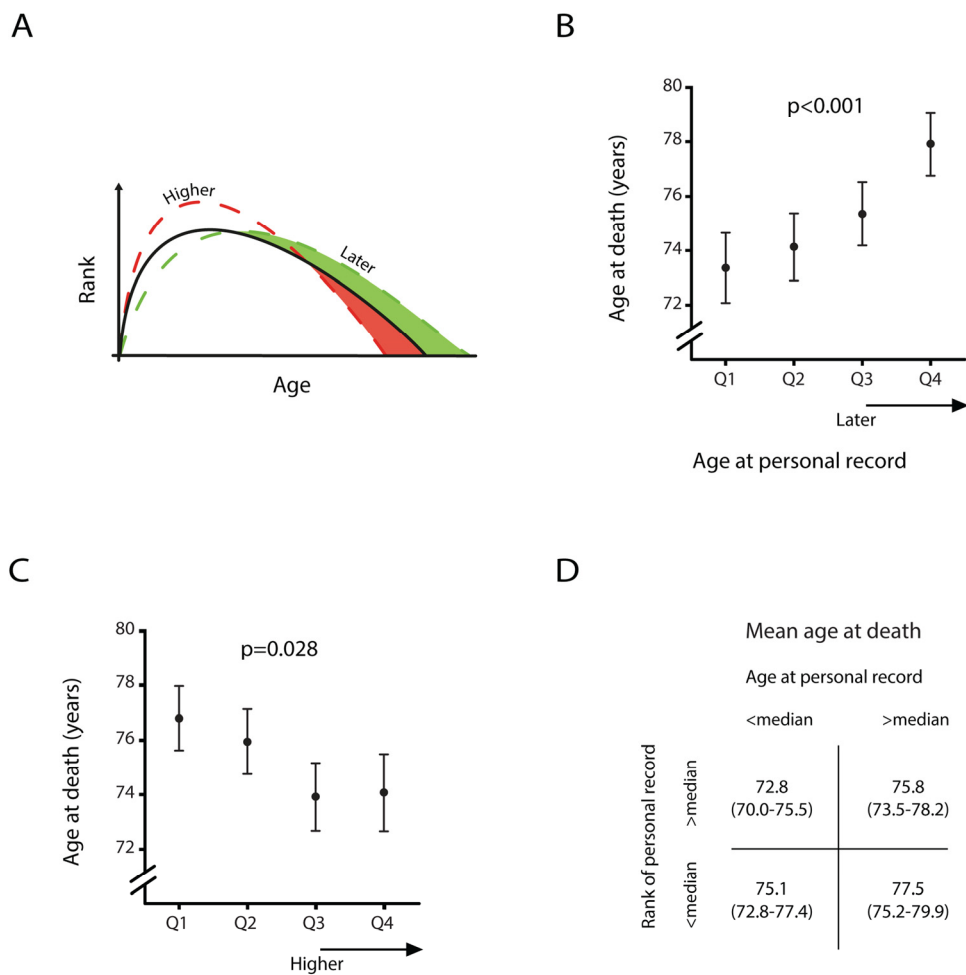 A
Higher
Later
Rank
Age
B
80
78
76
74
72
Age at death (years)
p<0.001
Q1 Q2 Q3 Q4
Later
Age at personal record
C
80
78
76
74
72
Age at death (years)
p=0.028
Q1 Q2 Q3 Q4
Higher
D
Mean age at death
Age at personal record
<median >median
Rank of personal record
>median
<median
72.8 75.8
(70.0-75.5) (73.5-78.2)
75.1 77.5
(72.8-77.4) (75.2-79.9)